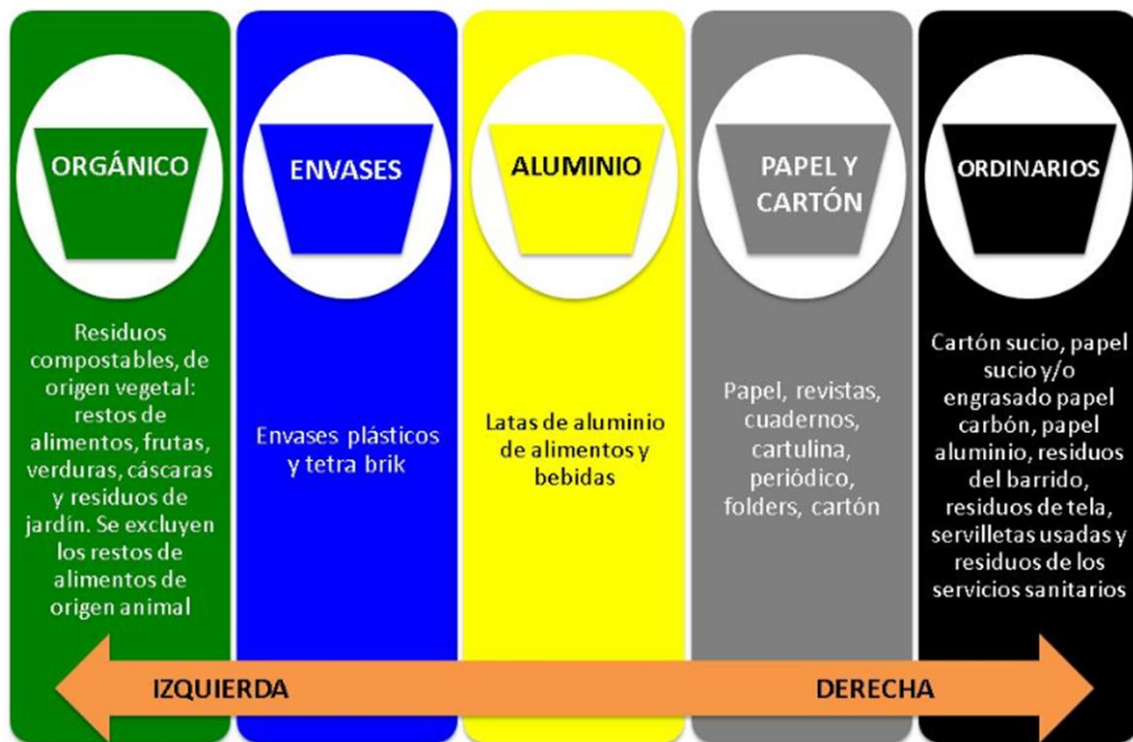 ORGÁNICO
Residuos
compostables, de
origen vegetal:
restos de
alimentos, frutas,
verduras, cáscaras
y residuos de
jardín. Se excluyen
los restos de
alimentos de
origen animal
ENVASES
Envases plásticos
y tetra brik
ALUMINIO
Latas de aluminio
de alimentos y
bebidas
PAPEL Y
CARTÓN
Papel, revistas,
cuadernos,
cartulina,
periódico,
folders, cartón
ORDINARIOS
Cartón sucio, papel
sucio y/o
engrasado papel
carbón, papel
aluminio, residuos
del barrido,
residuos de tela,
servilletas usadas y
residuos de los
servicios sanitarios
IZQUIERDA
DERECHA